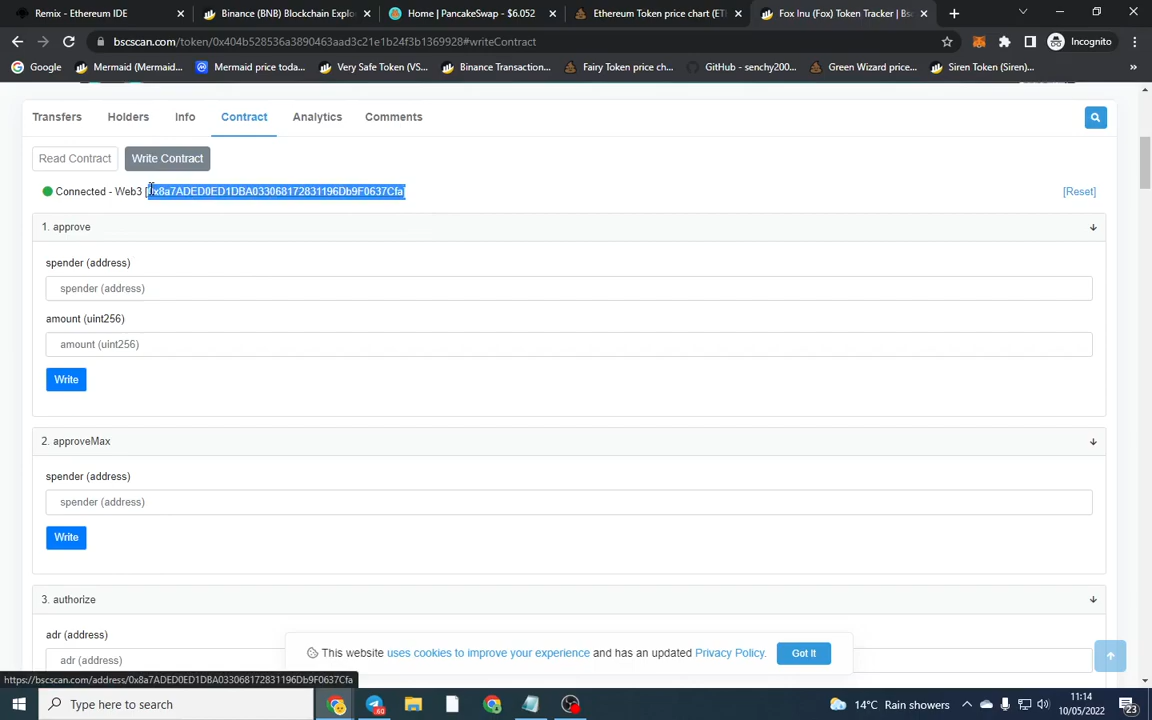 Remix - Ethereum IDE
Binance (BNB) Blockchain Explo
Home | PancakeSwap - $6.052
Ethereum Token price chart (ET
Fox Inu (Fox) Token Tracker | Bs
bscscan.com/token/0x404b528536a3890463aad3c21e1b24f3b1369928#writeContract
Incognito
Google
Mermaid (Mermaid...
Mermaid price toda...
Very Safe Token (VS...
Binance Transaction...
Fairy Token price ch...
GitHub - senchy200...
Green Wizard price...
Siren Token (Siren)...
Transfers
Holders
Info
Contract
Analytics
Comments
Read Contract
Write Contract
Connected - Web3 [0x8a7ADED0ED1DBA033068172831196Db9F0637Cfa]
[Reset]
1. approve
spender (address)
spender (address)
amount (uint256)
amount (uint256)
Write
2. approveMax
spender (address)
spender (address)
Write
3. authorize
adr (address)
adr (address)
This website uses cookies to improve your experience and has an updated Privacy Policy.
Got It
https://bscscan.com/address/0x8a7ADED0ED1DBA033068172831196Db9F0637Cfa
Type here to search
60
14°C Rain showers
11:14
10/05/2022
23